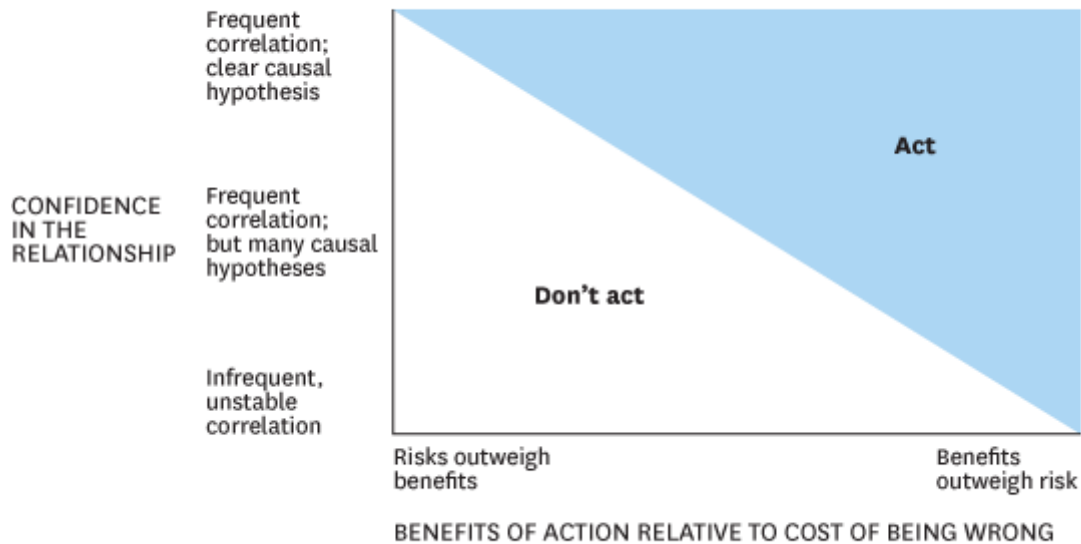 Frequent
correlation;
clear causal
hypothesis
Act
CONFIDENCE
IN THE
RELATIONSHIP
Frequent
correlation;
but many causal
hypotheses
Don't act
Infrequent,
unstable
correlation
Risks outweigh
benefits
Benefits
outweigh risk
BENEFITS OF ACTION RELATIVE TO COST OF BEING WRONG